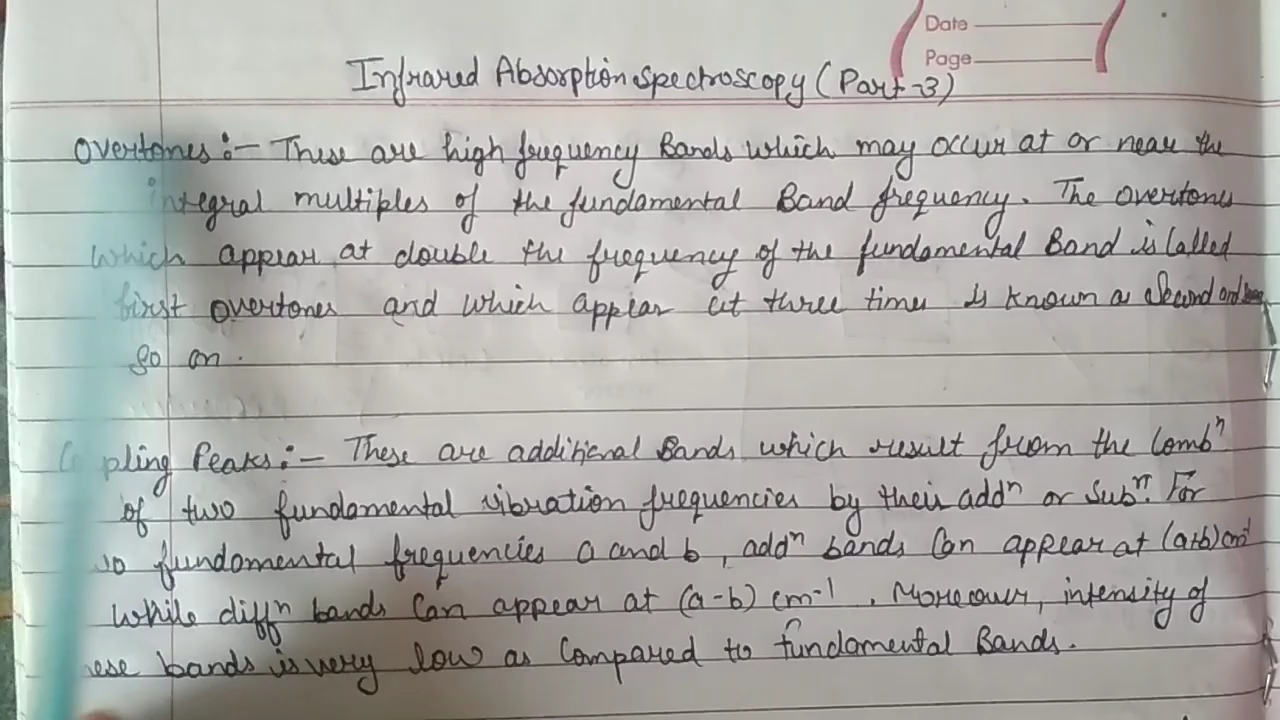 Date
Page
Infrared Absorption Spectroscopy (Part-3)
Overtones:- These are high frequency Bands which may occur at or near the
integral multiples of the fundamental Band frequency. The overtones
which appear at double the frequency of the fundamental Band is called
first overtones and which appear at three times is known a Second and
so on.
pling Peaks:- These are additional Bands which result from the Combⁿ
of two fundamental vibration frequencies by their addⁿ or Subⁿ. For
fundamental frequencies a and b, addⁿ bands Can appear at (a+b) cm⁻¹
while diffⁿ bands Can appear at (a-b) cm⁻¹. Moreover, intensity of
ese bands is very low as Compared to fundamental Bands.